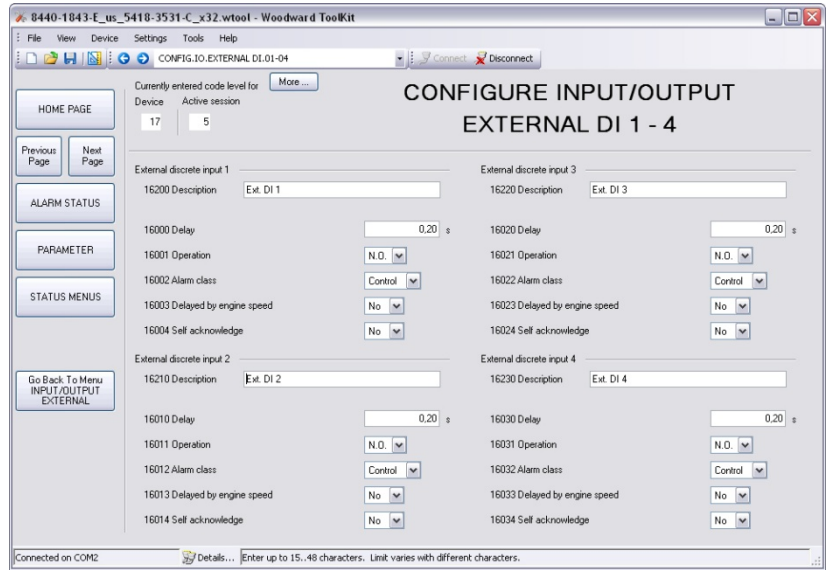 8440-1843-E_us_5418-3531-C_x32.wtool - Woodward ToolKit
File View Device Settings Tools Help
CONFIG.IO.EXTERNAL DI.01-04 Connect Disconnect
Currently entered code level for More ...
Device Active session
17 5
CONFIGURE INPUT/OUTPUT
EXTERNAL DI 1 - 4
HOME PAGE
Previous Page
Next Page
ALARM STATUS
PARAMETER
STATUS MENUS
Go Back To Menu
INPUT/OUTPUT
EXTERNAL
External discrete input 1
16200 Description Ext. DI 1
16000 Delay 0,20 s
16001 Operation N.O.
16002 Alarm class Control
16003 Delayed by engine speed No
16004 Self acknowledge No
External discrete input 2
16210 Description Ext. DI 2
16010 Delay 0,20 s
16011 Operation N.O.
16012 Alarm class Control
16013 Delayed by engine speed No
16014 Self acknowledge No
External discrete input 3
16220 Description Ext. DI 3
16020 Delay 0,20 s
16021 Operation N.O.
16022 Alarm class Control
16023 Delayed by engine speed No
16024 Self acknowledge No
External discrete input 4
16230 Description Ext. DI 4
16030 Delay 0,20 s
16031 Operation N.O.
16032 Alarm class Control
16033 Delayed by engine speed No
16034 Self acknowledge No
Connected on COM2 Details... Enter up to 15..48 characters. Limit varies with different characters.